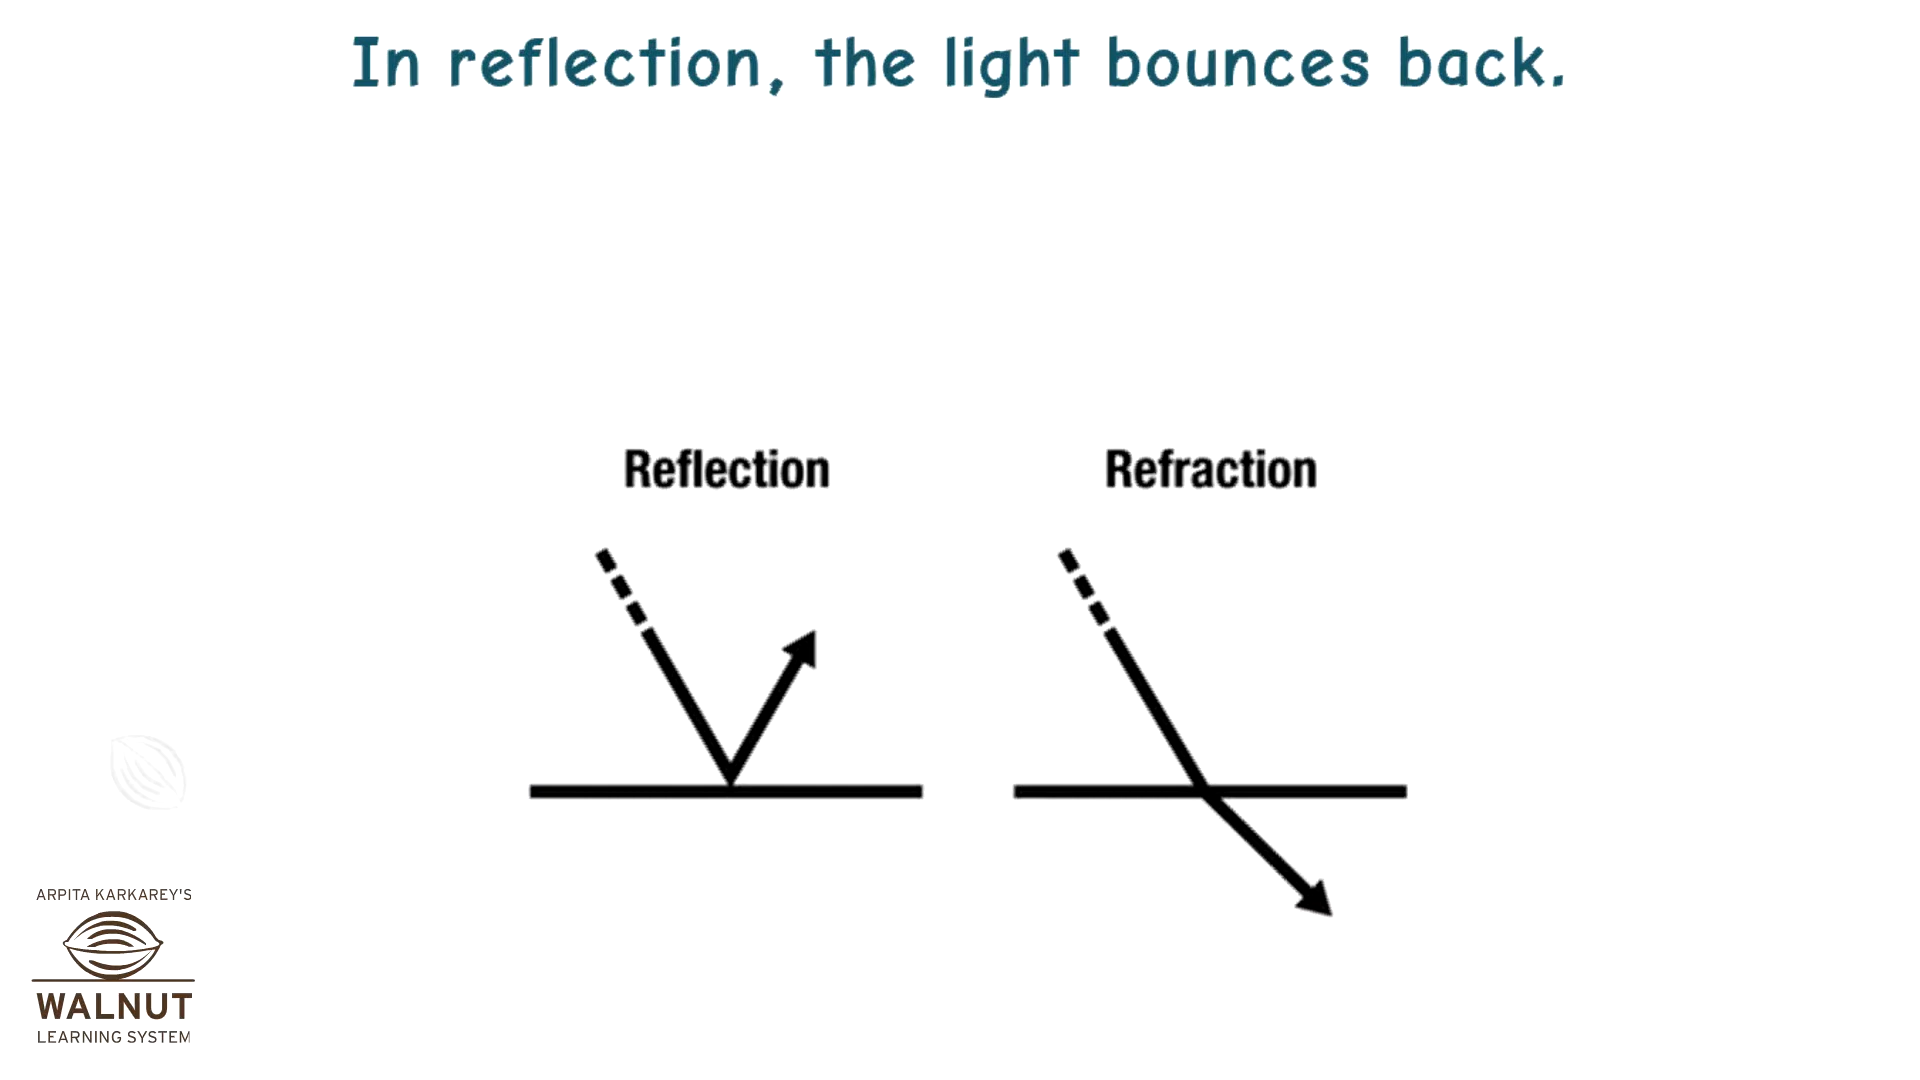 In reflection, the light bounces back.
Reflection
Refraction
ARPITA KARKAREY'S
WALNUT
LEARNING SYSTEM